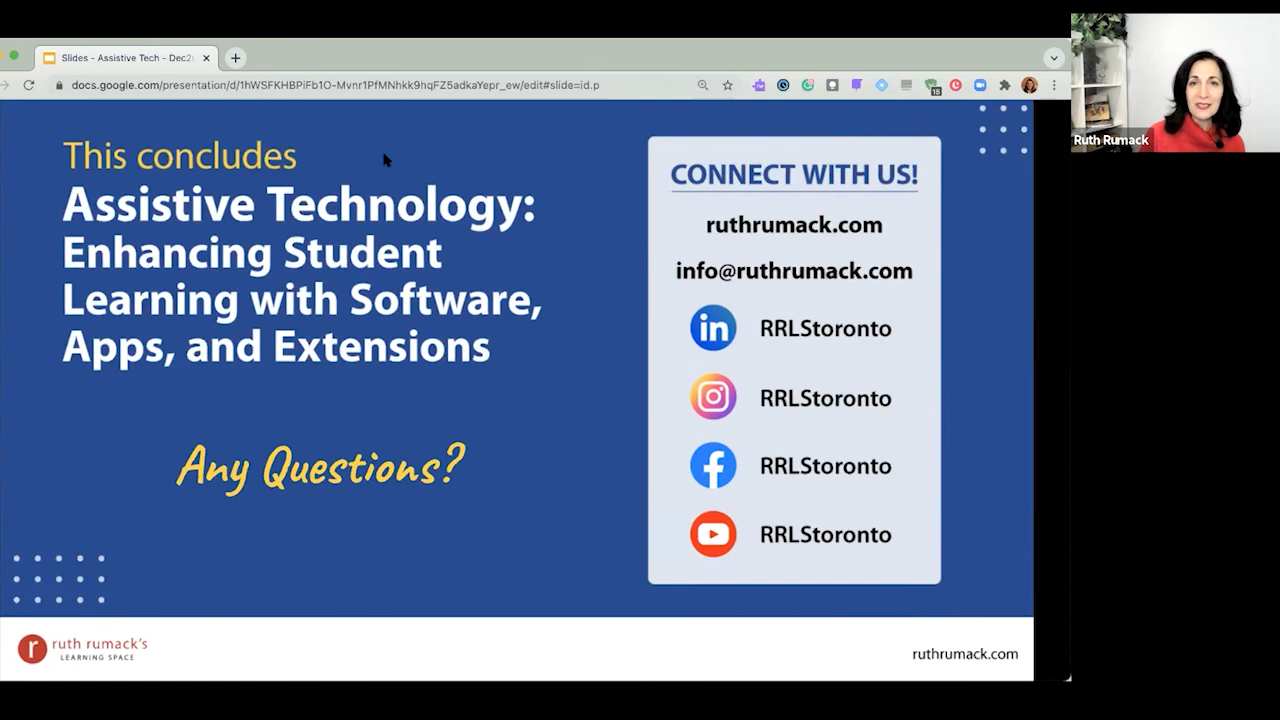 Slides - Assistive Tech - Dec2
docs.google.com/presentation/d/1hWSFKHBPiFb1O-Mvnr1PfMNhkk9hqFZ5adkaYepr_ew/edit#slide=id.p
15
Ruth Rumack
This concludes
Assistive Technology:
Enhancing Student
Learning with Software,
Apps, and Extensions
Any Questions?
CONNECT WITH US!
ruthrumack.com
info@ruthrumack.com
in RRLStoronto
RRLStoronto
f RRLStoronto
RRLStoronto
r ruth rumack's
LEARNING SPACE
ruthrumack.com